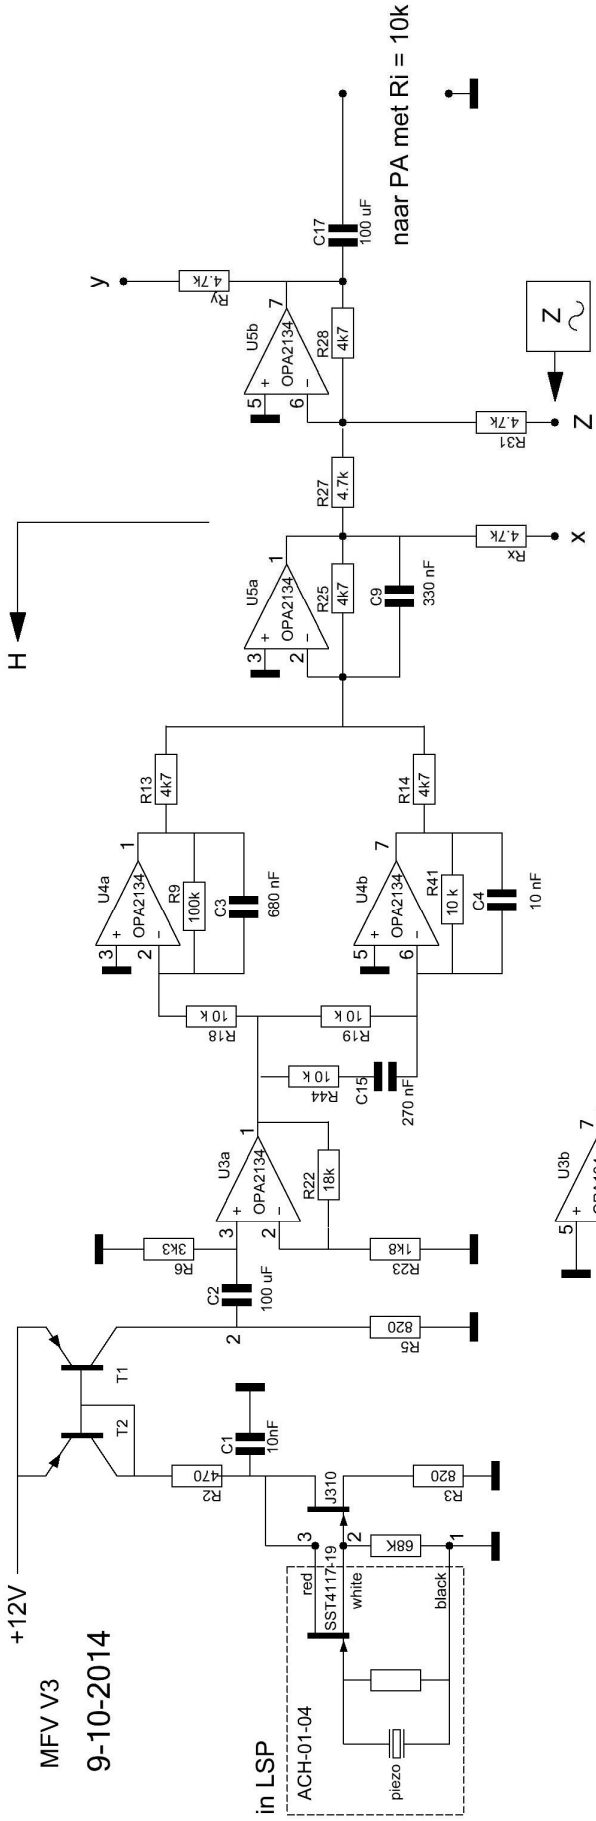 MFV V3
9-10-2014
+12V
in LSP
ACH-01-04
piezo
red
SST4117-19
white
black
3
2
1
68K
J310
R3
820
R2
470
C1
10nF
T2
T1
2
R5
820
C2
100 uF
R6
3k3
3
2
1
U3a
OPA2134
+
−
R22
18k
R23
1k8
R44
10 k
C15
270 nF
R18
10 k
R19
10 k
U4a
3
2
1
+
−
OPA2134
R9
100k
C3
680 nF
U4b
5
6
7
+
−
OPA2134
R41
10 k
C4
10 nF
R13
4k7
R14
4k7
H
U5a
3
2
1
+
−
OPA2134
R25
4k7
C9
330 nF
Rx
4.7k
x
R27
4.7k
U5b
5
6
7
+
−
OPA2134
R28
4k7
R31
4.7k
Z
Z
Ry
4.7k
y
C17
100 uF
naar PA met Ri = 10k
U3b
5
7
+